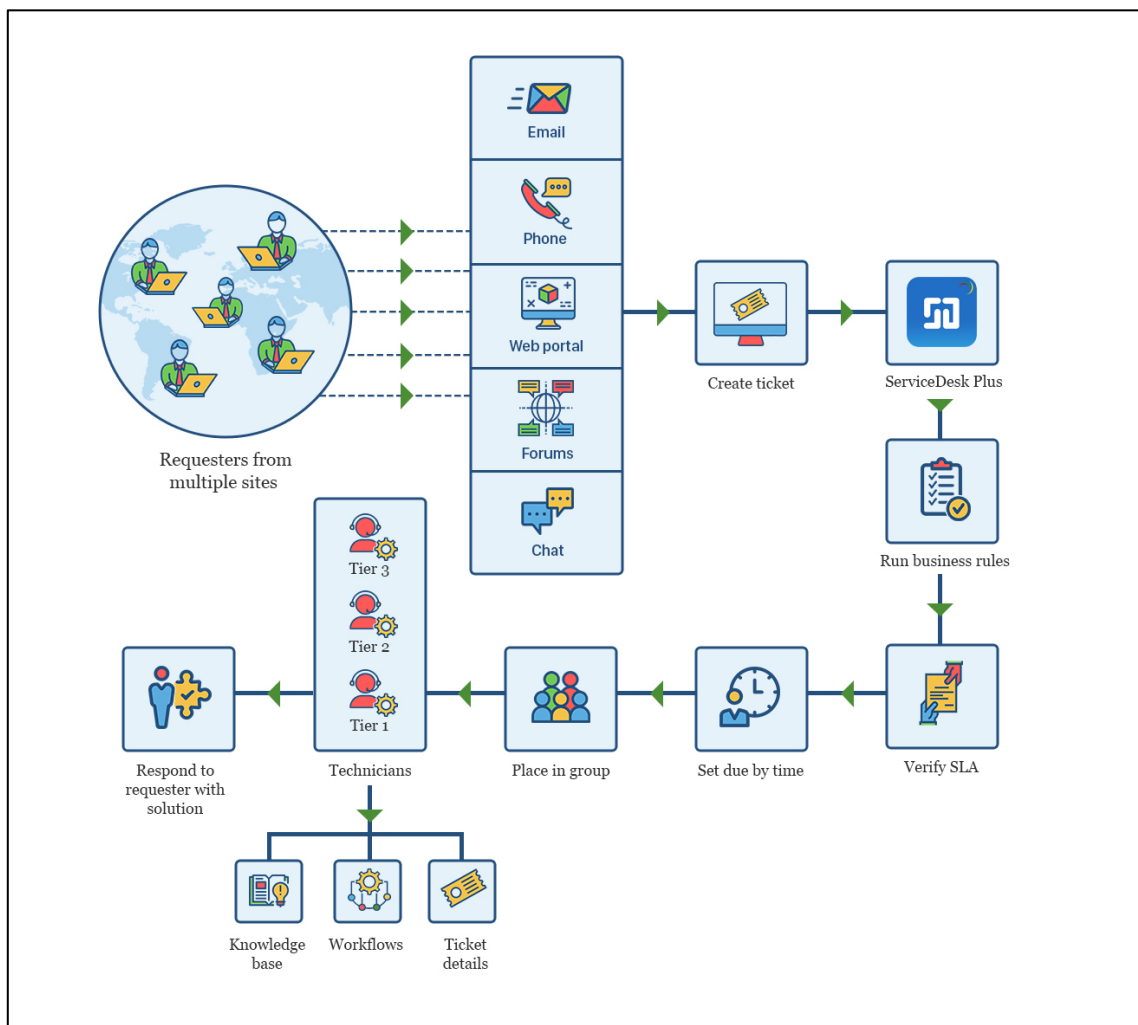 Email
Phone
Web portal
Forums
Chat
Requesters from
multiple sites
Create ticket
ServiceDesk Plus
Run business rules
Verify SLA
Set due by time
Place in group
Tier 3
Tier 2
Tier 1
Technicians
Respond to
requester with
solution
Knowledge
base
Workflows
Ticket
details